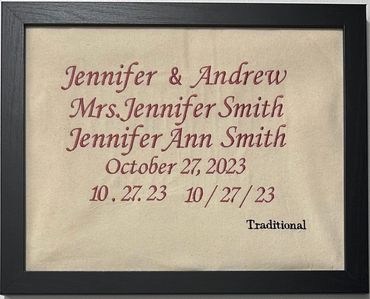 Jennifer & Andrew
Mrs. Jennifer Smith
Jennifer Ann Smith
October 27, 2023
10 . 27. 23 10 / 27 / 23
Traditional